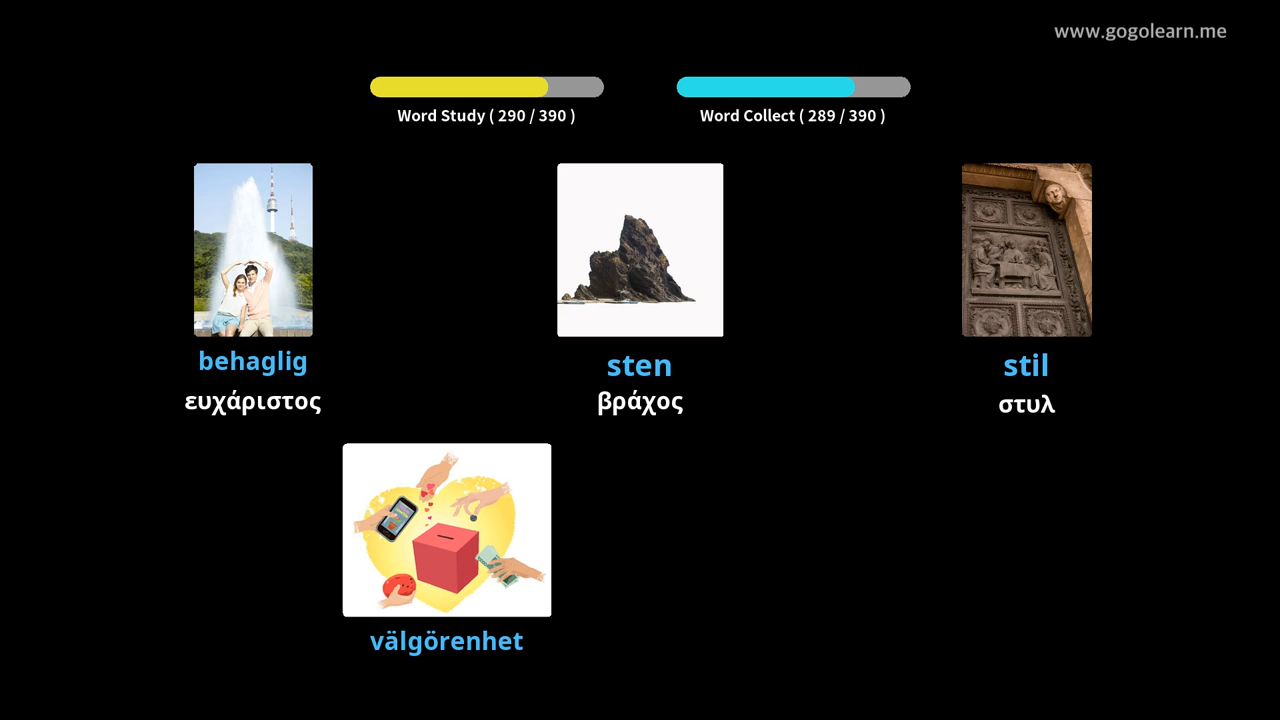 www.gogolearn.me
Word Study ( 290 / 390 )
Word Collect ( 289 / 390 )
behaglig
ευχάριστος
sten
βράχος
stil
στυλ
välgörenhet